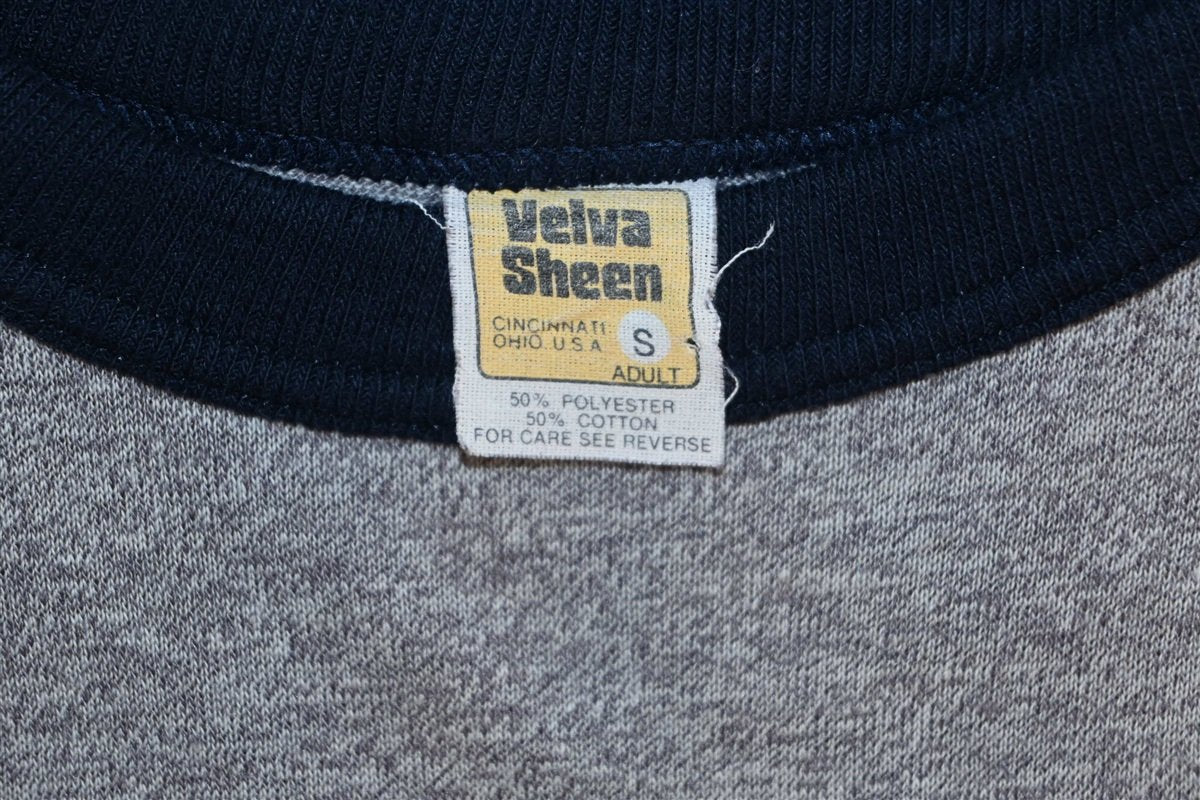 Velva
Sheen
CINCINNATI
OHIO U.S.A
S
ADULT
50% POLYESTER
50% COTTON
FOR CARE SEE REVERSE